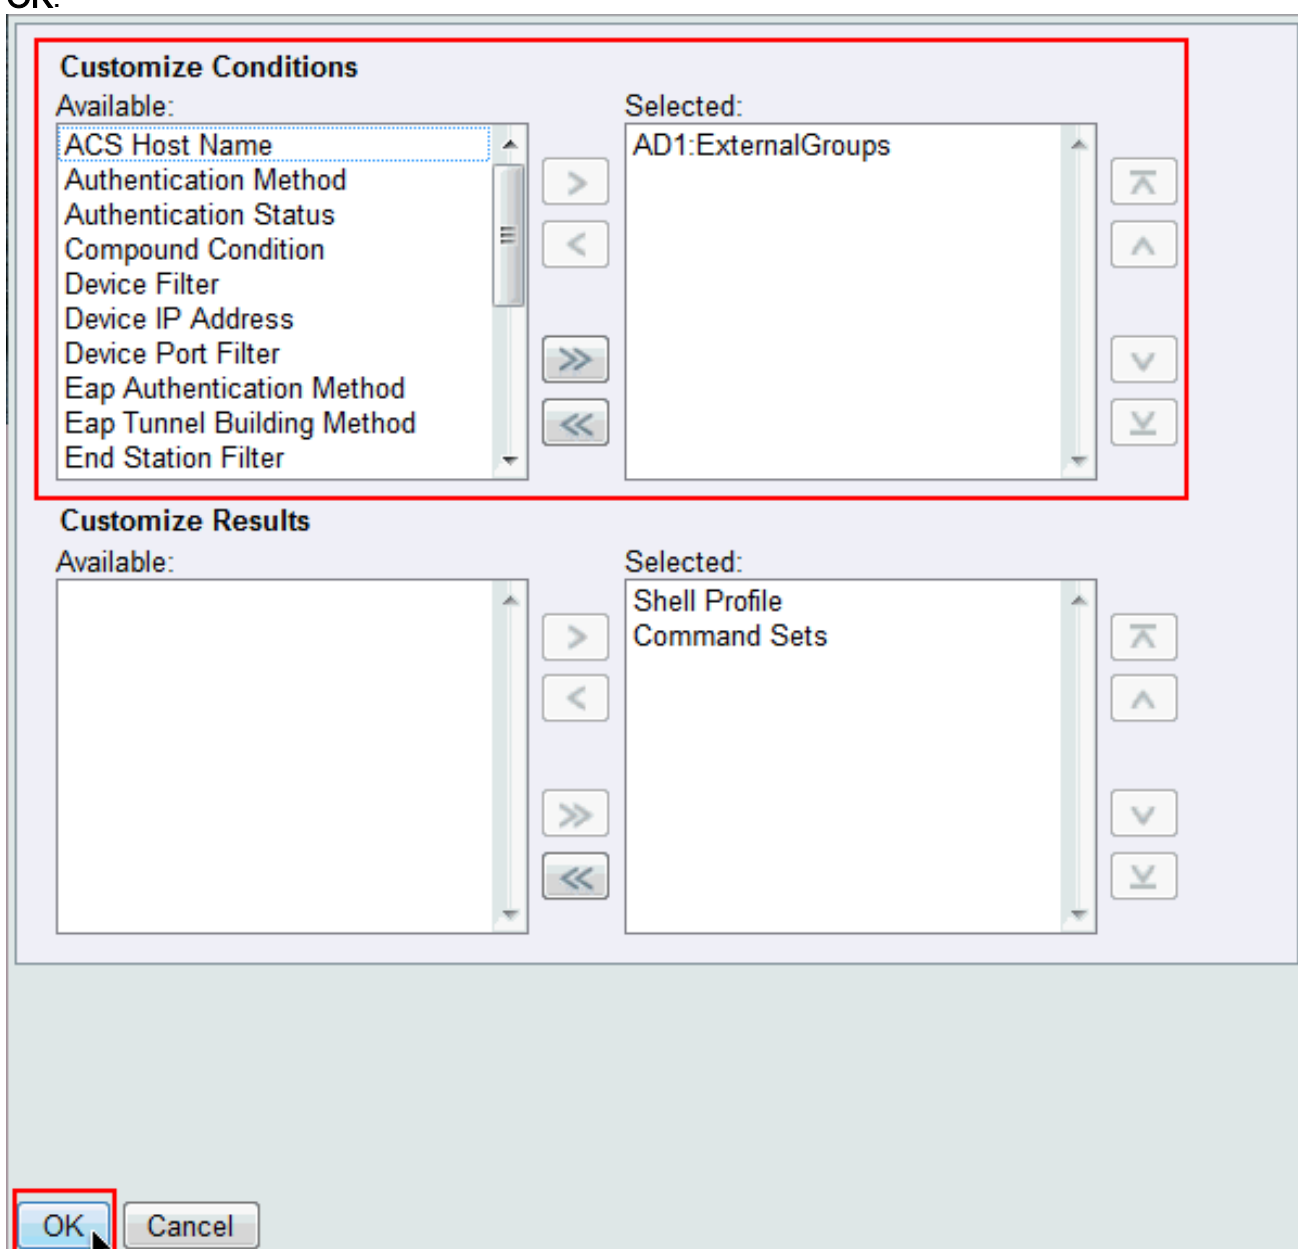 OK.
Customize Conditions
Available:
Selected:
ACS Host Name
Authentication Method
Authentication Status
Compound Condition
Device Filter
Device IP Address
Device Port Filter
Eap Authentication Method
Eap Tunnel Building Method
End Station Filter
AD1:ExternalGroups
Customize Results
Available:
Selected:
Shell Profile
Command Sets
OK
Cancel